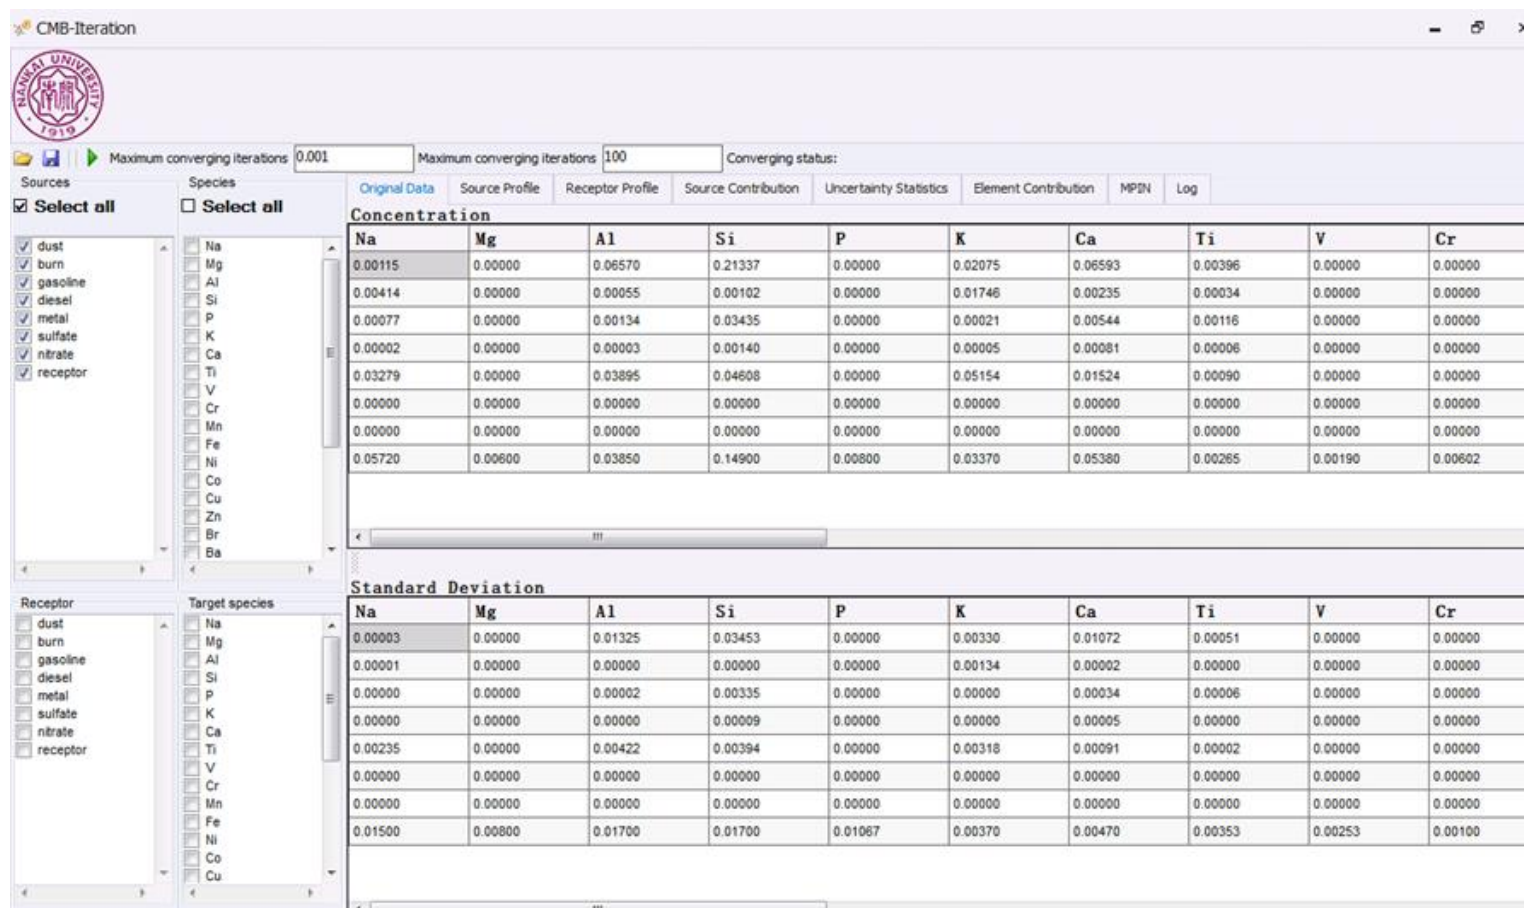 CMB-Iteration
NANKAI UNIVERSITY
1919
Maximum converging iterations 0.001 Maximum converging iterations 100 Converging status:
Sources Species
Original Data Source Profile Receptor Profile Source Contribution Uncertainty Statistics Element Contribution MPIN Log
Select all Select all
dust
burn
gasoline
diesel
metal
sulfate
nitrate
receptor
Na
Mg
Al
Si
P
K
Ca
Ti
V
Cr
Mn
Fe
Ni
Co
Cu
Zn
Br
Ba
Concentration
Na Mg Al Si P K Ca Ti V Cr
0.00115 0.00000 0.06570 0.21337 0.00000 0.02075 0.06593 0.00396 0.00000 0.00000
0.00414 0.00000 0.00055 0.00102 0.00000 0.01746 0.00235 0.00034 0.00000 0.00000
0.00077 0.00000 0.00134 0.03435 0.00000 0.00021 0.00544 0.00116 0.00000 0.00000
0.00002 0.00000 0.00003 0.00140 0.00000 0.00005 0.00081 0.00006 0.00000 0.00000
0.03279 0.00000 0.03895 0.04608 0.00000 0.05154 0.01524 0.00090 0.00000 0.00000
0.00000 0.00000 0.00000 0.00000 0.00000 0.00000 0.00000 0.00000 0.00000 0.00000
0.00000 0.00000 0.00000 0.00000 0.00000 0.00000 0.00000 0.00000 0.00000 0.00000
0.05720 0.00600 0.03850 0.14900 0.00800 0.03370 0.05380 0.00265 0.00190 0.00602
Receptor Target species
dust
burn
gasoline
diesel
metal
sulfate
nitrate
receptor
Na
Mg
Al
Si
P
K
Ca
Ti
V
Cr
Mn
Fe
Ni
Co
Cu
Standard Deviation
Na Mg Al Si P K Ca Ti V Cr
0.00003 0.00000 0.01325 0.03453 0.00000 0.00330 0.01072 0.00051 0.00000 0.00000
0.00001 0.00000 0.00000 0.00000 0.00000 0.00134 0.00002 0.00000 0.00000 0.00000
0.00000 0.00000 0.00002 0.00335 0.00000 0.00000 0.00034 0.00006 0.00000 0.00000
0.00000 0.00000 0.00000 0.00009 0.00000 0.00000 0.00005 0.00000 0.00000 0.00000
0.00235 0.00000 0.00422 0.00394 0.00000 0.00318 0.00091 0.00002 0.00000 0.00000
0.00000 0.00000 0.00000 0.00000 0.00000 0.00000 0.00000 0.00000 0.00000 0.00000
0.00000 0.00000 0.00000 0.00000 0.00000 0.00000 0.00000 0.00000 0.00000 0.00000
0.01500 0.00800 0.01700 0.01700 0.01067 0.00370 0.00470 0.00353 0.00253 0.00100